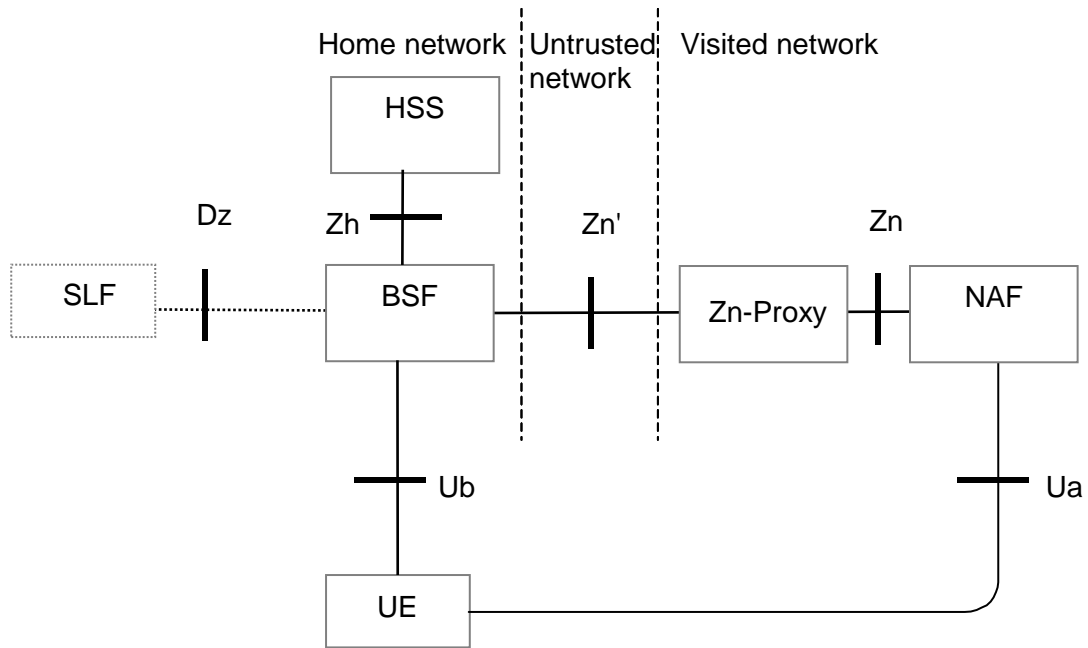 Home network
Untrusted network
Visited network
HSS
Dz
Zh
Zn'
Zn
SLF
BSF
Zn-Proxy
NAF
Ub
Ua
UE